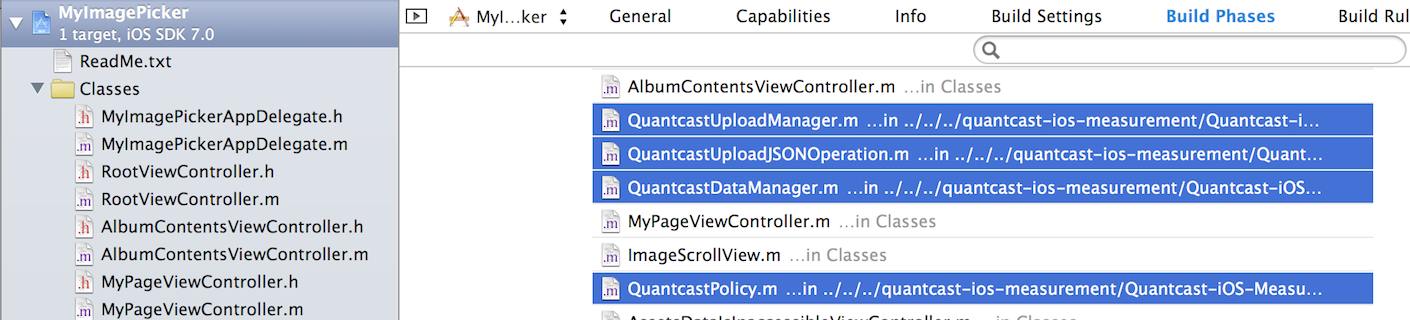 MyImagePicker
1 target, iOS SDK 7.0
ReadMe.txt
Classes
MyImagePickerAppDelegate.h
MyImagePickerAppDelegate.m
RootViewController.h
RootViewController.m
AlbumContentsViewController.h
AlbumContentsViewController.m
MyPageViewController.h
MyPageViewController.m
MyI...ker General Capabilities Info Build Settings Build Phases Build Rul
AlbumContentsViewController.m ...in Classes
QuantcastUploadManager.m ...in ../../../quantcast-ios-measurement/Quantcast-i...
QuantcastUploadJSONOperation.m ...in ../../../quantcast-ios-measurement/Quant...
QuantcastDataManager.m ...in ../../../quantcast-ios-measurement/Quantcast-iOS...
MyPageViewController.m ...in Classes
ImageScrollView.m ...in Classes
QuantcastPolicy.m ...in ../../../quantcast-ios-measurement/Quantcast-iOS-Measu...
AssetsDataIsInaccessibleViewController.m ...in Classes